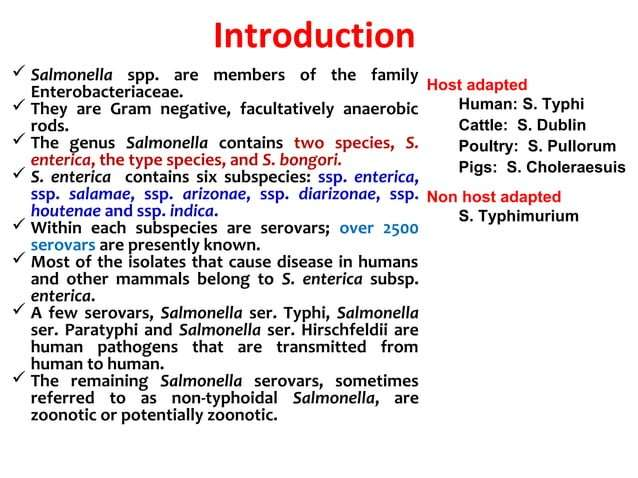 Introduction
Salmonella spp. are members of the family
Enterobacteriaceae.
They are Gram negative, facultatively anaerobic
rods.
The genus Salmonella contains two species, S.
enterica, the type species, and S. bongori.
S. enterica contains six subspecies: ssp. enterica,
ssp. salamae, ssp. arizonae, ssp. diarizonae, ssp.
houtenae and ssp. indica.
Within each subspecies are serovars; over 2500
serovars are presently known.
Most of the isolates that cause disease in humans
and other mammals belong to S. enterica subsp.
enterica.
A few serovars, Salmonella ser. Typhi, Salmonella
ser. Paratyphi and Salmonella ser. Hirschfeldii are
human pathogens that are transmitted from
human to human.
The remaining Salmonella serovars, sometimes
referred to as non-typhoidal Salmonella, are
zoonotic or potentially zoonotic.
Host adapted
Human: S. Typhi
Cattle: S. Dublin
Poultry: S. Pullorum
Pigs: S. Choleraesuis
Non host adapted
S. Typhimurium